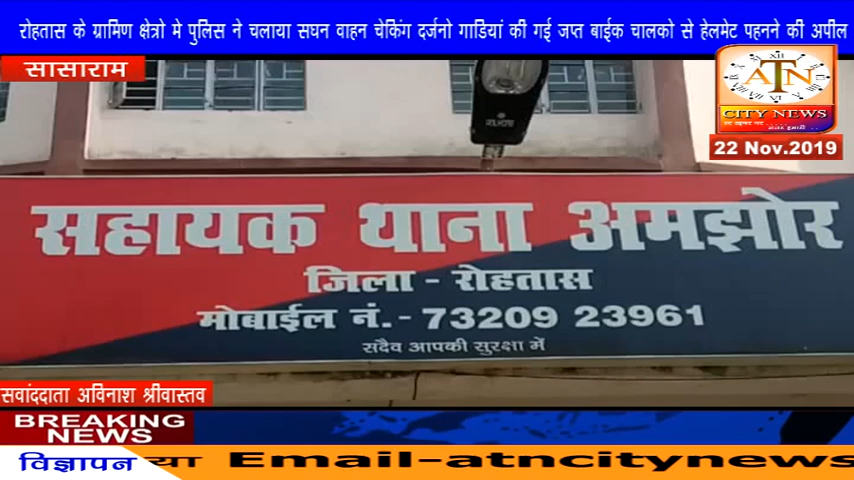 रोहतास के ग्रामिण क्षेत्रो मे पुलिस ने चलाया सघन वाहन चेकिंग दर्जनो गाडियां की गई जप्त बाईक चालको से हेलमेट पहनने की अपील
सासाराम
ATN
CITY NEWS
22 Nov.2019
सहायक थाना अमझोर
जिला - रोहतास
मोबाईल नं.- 73209 23961
सदैव आपकी सुरक्षा में
सवांददाता अविनाश श्रीवास्तव
BREAKING
NEWS
विज्ञापन या Email-atncitynews